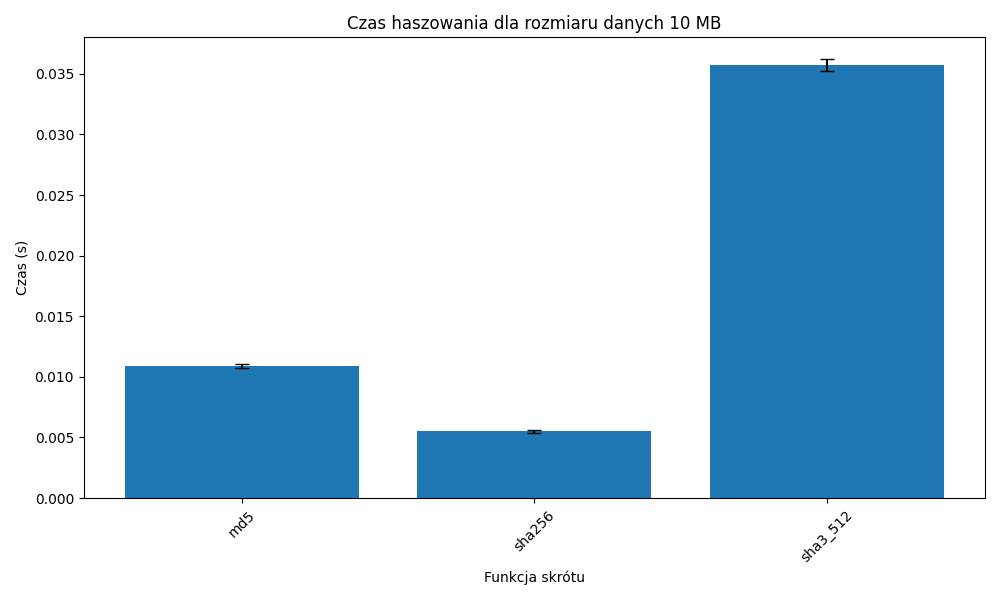 Czas haszowania dla rozmiaru danych 10 MB
Czas (s)
0.035
0.030
0.025
0.020
0.015
0.010
0.005
0.000
md5
sha256
sha3_512
Funkcja skrótu